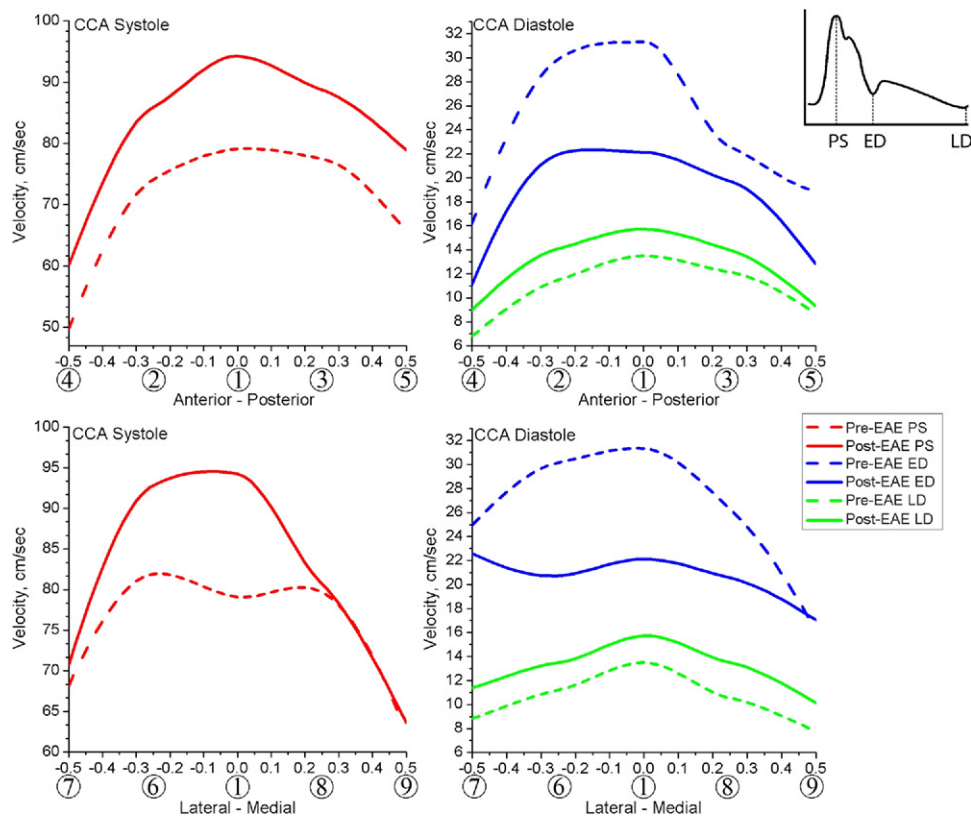 CCA Systole
100
90
80
70
60
50
Velocity, cm/sec
-0.5 -0.4 -0.3 -0.2 -0.1 0.0 0.1 0.2 0.3 0.4 0.5
④ ② ① ③ ⑤
Anterior - Posterior
CCA Diastole
32
30
28
26
24
22
20
18
16
14
12
10
8
6
Velocity, cm/sec
-0.5 -0.4 -0.3 -0.2 -0.1 0.0 0.1 0.2 0.3 0.4 0.5
④ ② ① ③ ⑤
Anterior - Posterior
PS ED LD
CCA Systole
100
95
90
85
80
75
70
65
60
Velocity, cm/sec
-0.5 -0.4 -0.3 -0.2 -0.1 0.0 0.1 0.2 0.3 0.4 0.5
⑦ ⑥ ① ⑧ ⑨
Lateral - Medial
CCA Diastole
32
30
28
26
24
22
20
18
16
14
12
10
8
6
Velocity, cm/sec
-0.5 -0.4 -0.3 -0.2 -0.1 0.0 0.1 0.2 0.3 0.4 0.5
⑦ ⑥ ① ⑧ ⑨
Lateral - Medial
Pre-EAE PS
Post-EAE PS
Pre-EAE ED
Post-EAE ED
Pre-EAE LD
Post-EAE LD